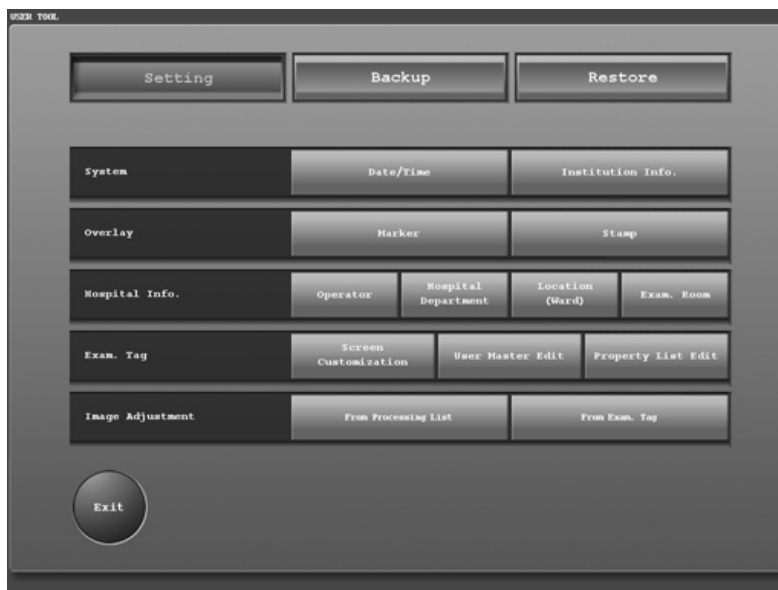 USER TOOL
Setting Backup Restore
System Date/Time Institution Info.
Overlay Marker Stamp
Hospital Info. Operator Hospital Department Location (Ward) Exam. Room
Exam. Tag Screen Customization User Master Edit Property List Edit
Image Adjustment From Processing List From Exam. Tag
Exit